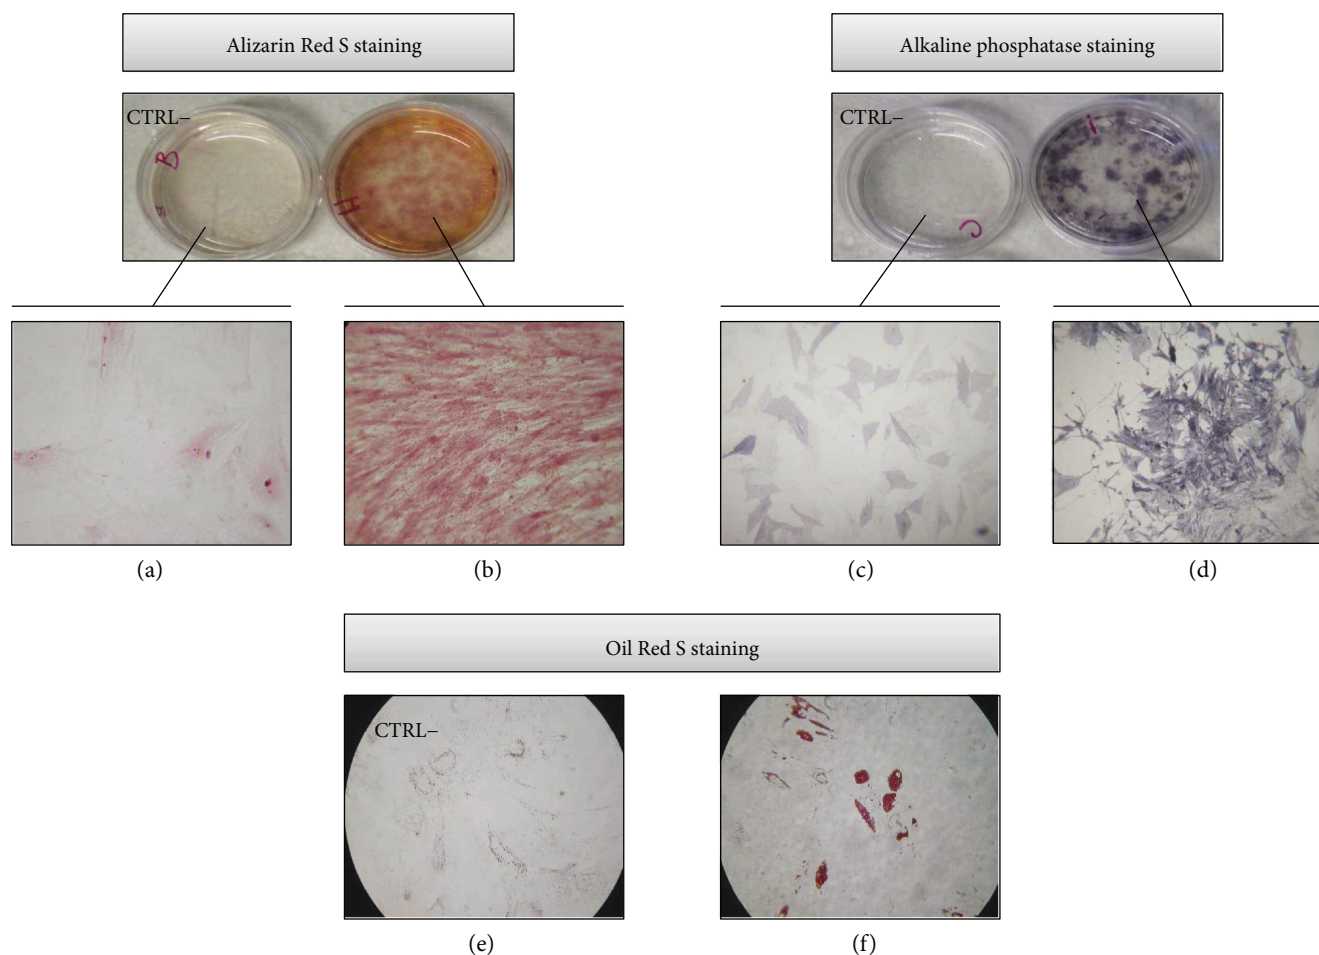 Alizarin Red S staining
Alkaline phosphatase staining
CTRL−
B
H
CTRL−
C
(a)
(b)
(c)
(d)
Oil Red S staining
CTRL−
(e)
(f)